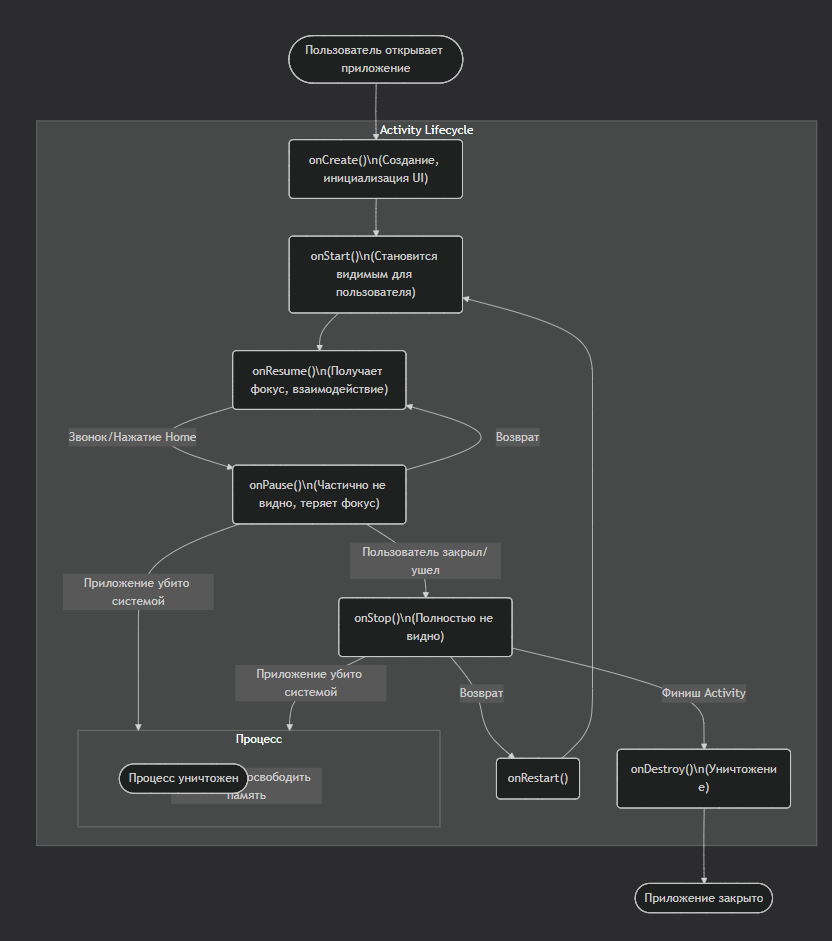 Пользователь открывает
приложение
Activity Lifecycle
onCreate()\n(Создание,
инициализация UI)
onStart()\n(Становится
видимым для
пользователя)
onResume()\n(Получает
фокус, взаимодействие)
Звонок/Нажатие Home
Возврат
onPause()\n(Частично не
видно, теряет фокус)
Пользователь закрыл/
ушел
Приложение убито
системой
onStop()\n(Полностью не
видно)
Приложение убито
системой
Возврат
Финиш Activity
Процесс
Процесс уничтожен
освободить
память
onRestart()
onDestroy()\n(Уничтожени
е)
Приложение закрыто